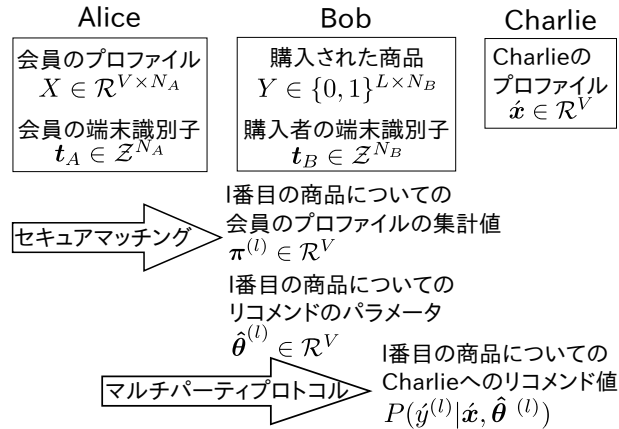 Alice
Bob
Charlie
会員のプロファイル
X ∈ R^{V×N_A}
会員の端末識別子
t_A ∈ Z^{N_A}
購入された商品
Y ∈ {0, 1}^{L×N_B}
購入者の端末識別子
t_B ∈ Z^{N_B}
Charlieの
プロファイル
x́ ∈ R^V
セキュアマッチング
l番目の商品についての
会員のプロファイルの集計値
π^{(l)} ∈ R^V
l番目の商品についての
リコメンドのパラメータ
θ̂^{(l)} ∈ R^V
マルチパーティプロトコル
l番目の商品についての
Charlieへのリコメンド値
P(ý^{(l)}|x́, θ̂^{(l)})